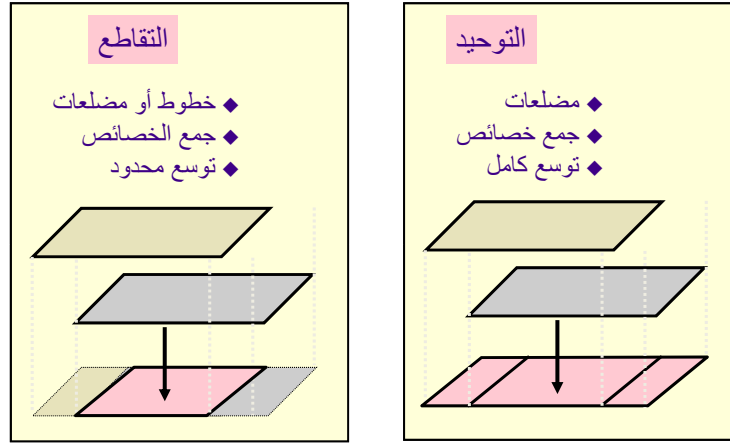 التوحيد
◆ مضلعات
◆ جمع خصائص
◆ توسع كامل
التقاطع
◆ خطوط أو مضلعات
◆ جمع الخصائص
◆ توسع محدود